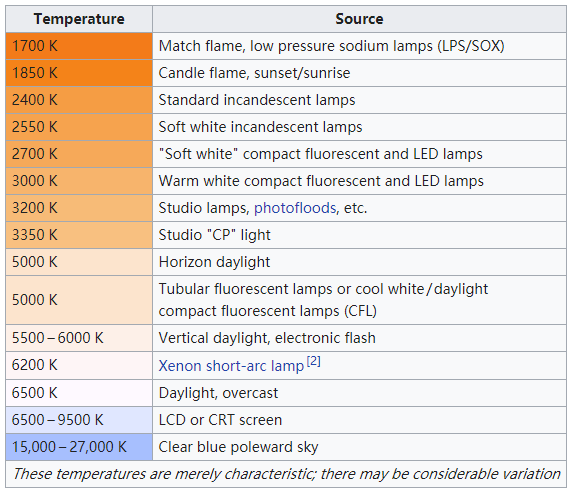 Temperature Source
1700 K Match flame, low pressure sodium lamps (LPS/SOX)
1850 K Candle flame, sunset/sunrise
2400 K Standard incandescent lamps
2550 K Soft white incandescent lamps
2700 K "Soft white" compact fluorescent and LED lamps
3000 K Warm white compact fluorescent and LED lamps
3200 K Studio lamps, photofloods, etc.
3350 K Studio "CP" light
5000 K Horizon daylight
5000 K Tubular fluorescent lamps or cool white/daylight
compact fluorescent lamps (CFL)
5500 – 6000 K Vertical daylight, electronic flash
6200 K Xenon short-arc lamp [2]
6500 K Daylight, overcast
6500 – 9500 K LCD or CRT screen
15,000 – 27,000 K Clear blue poleward sky
These temperatures are merely characteristic; there may be considerable variation